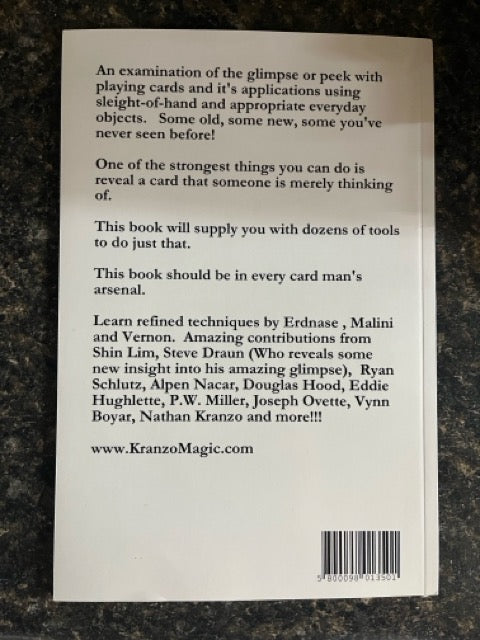 An examination of the glimpse or peek with
playing cards and it's applications using
sleight-of-hand and appropriate everyday
objects. Some old, some new, some you've
never seen before!
One of the strongest things you can do is
reveal a card that someone is merely thinking
of.
This book will supply you with dozens of tools
to do just that.
This book should be in every card man's
arsenal.
Learn refined techniques by Erdnase , Malini
and Vernon. Amazing contributions from
Shin Lim, Steve Draun (Who reveals some
new insight into his amazing glimpse), Ryan
Schlutz, Alpen Nacar, Douglas Hood, Eddie
Hughlette, P.W. Miller, Joseph Ovette, Vynn
Boyar, Nathan Kranzo and more!!!
www.KranzoMagic.com
5 800098 013501